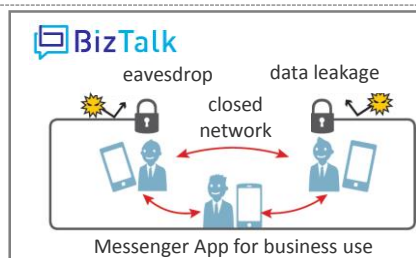 BizTalk
eavesdrop
data leakage
closed
network
Messenger App for business use